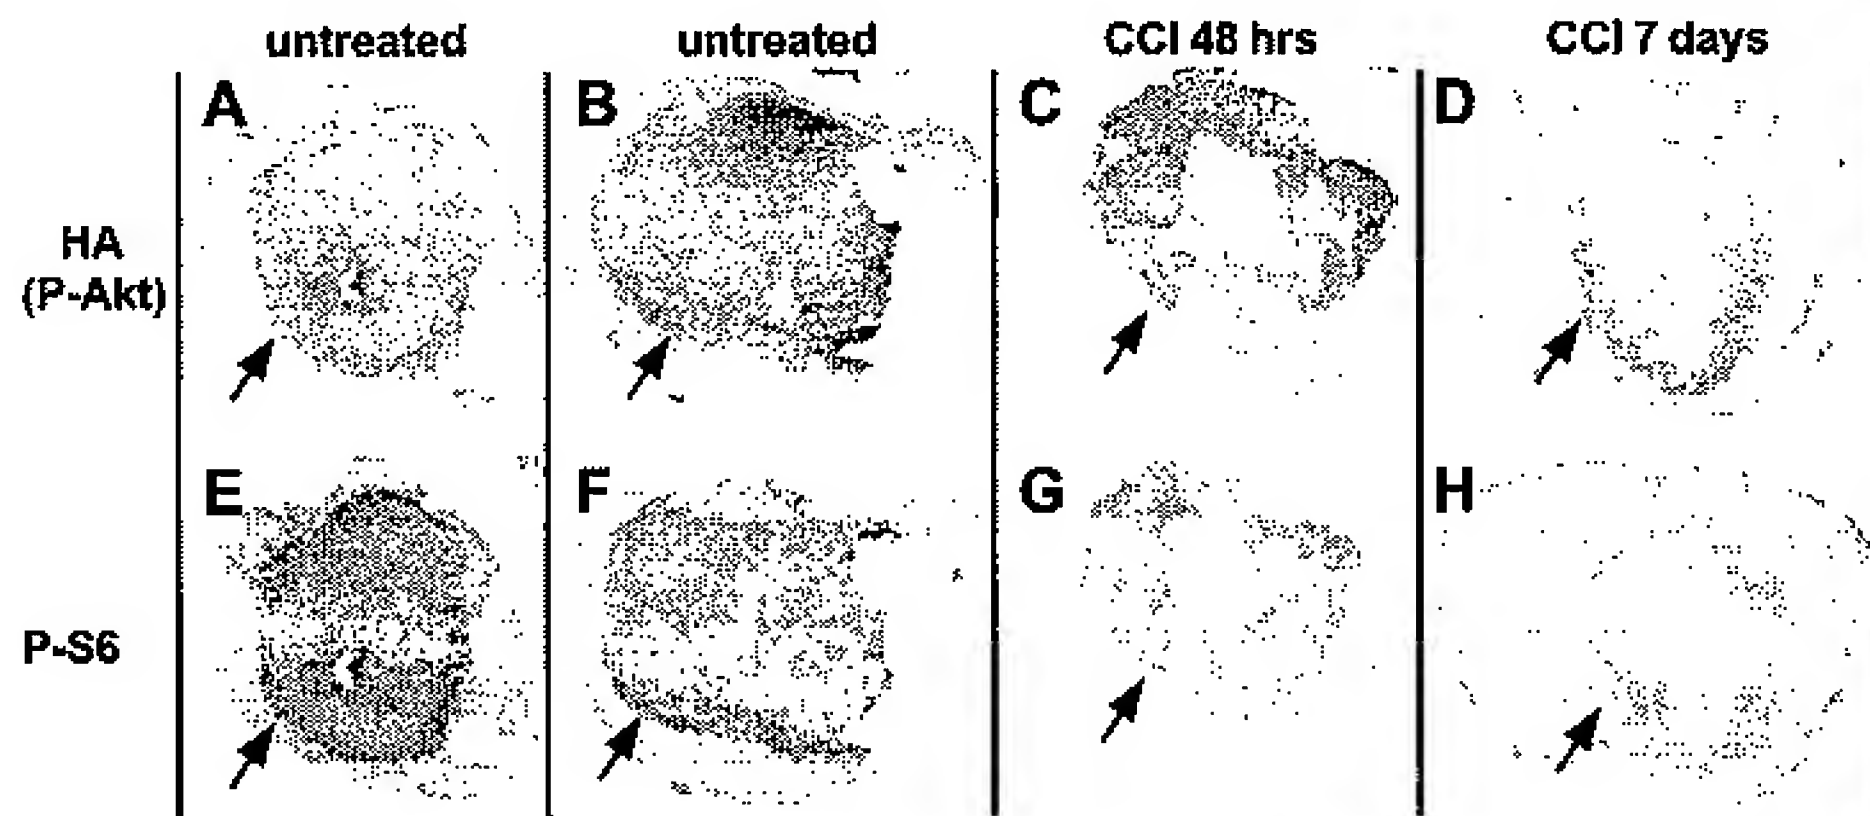 untreated
untreated
CCI 48 hrs
CCI 7 days
A
B
C
D
HA
(P-Akt)
E
F
G
H
P-S6